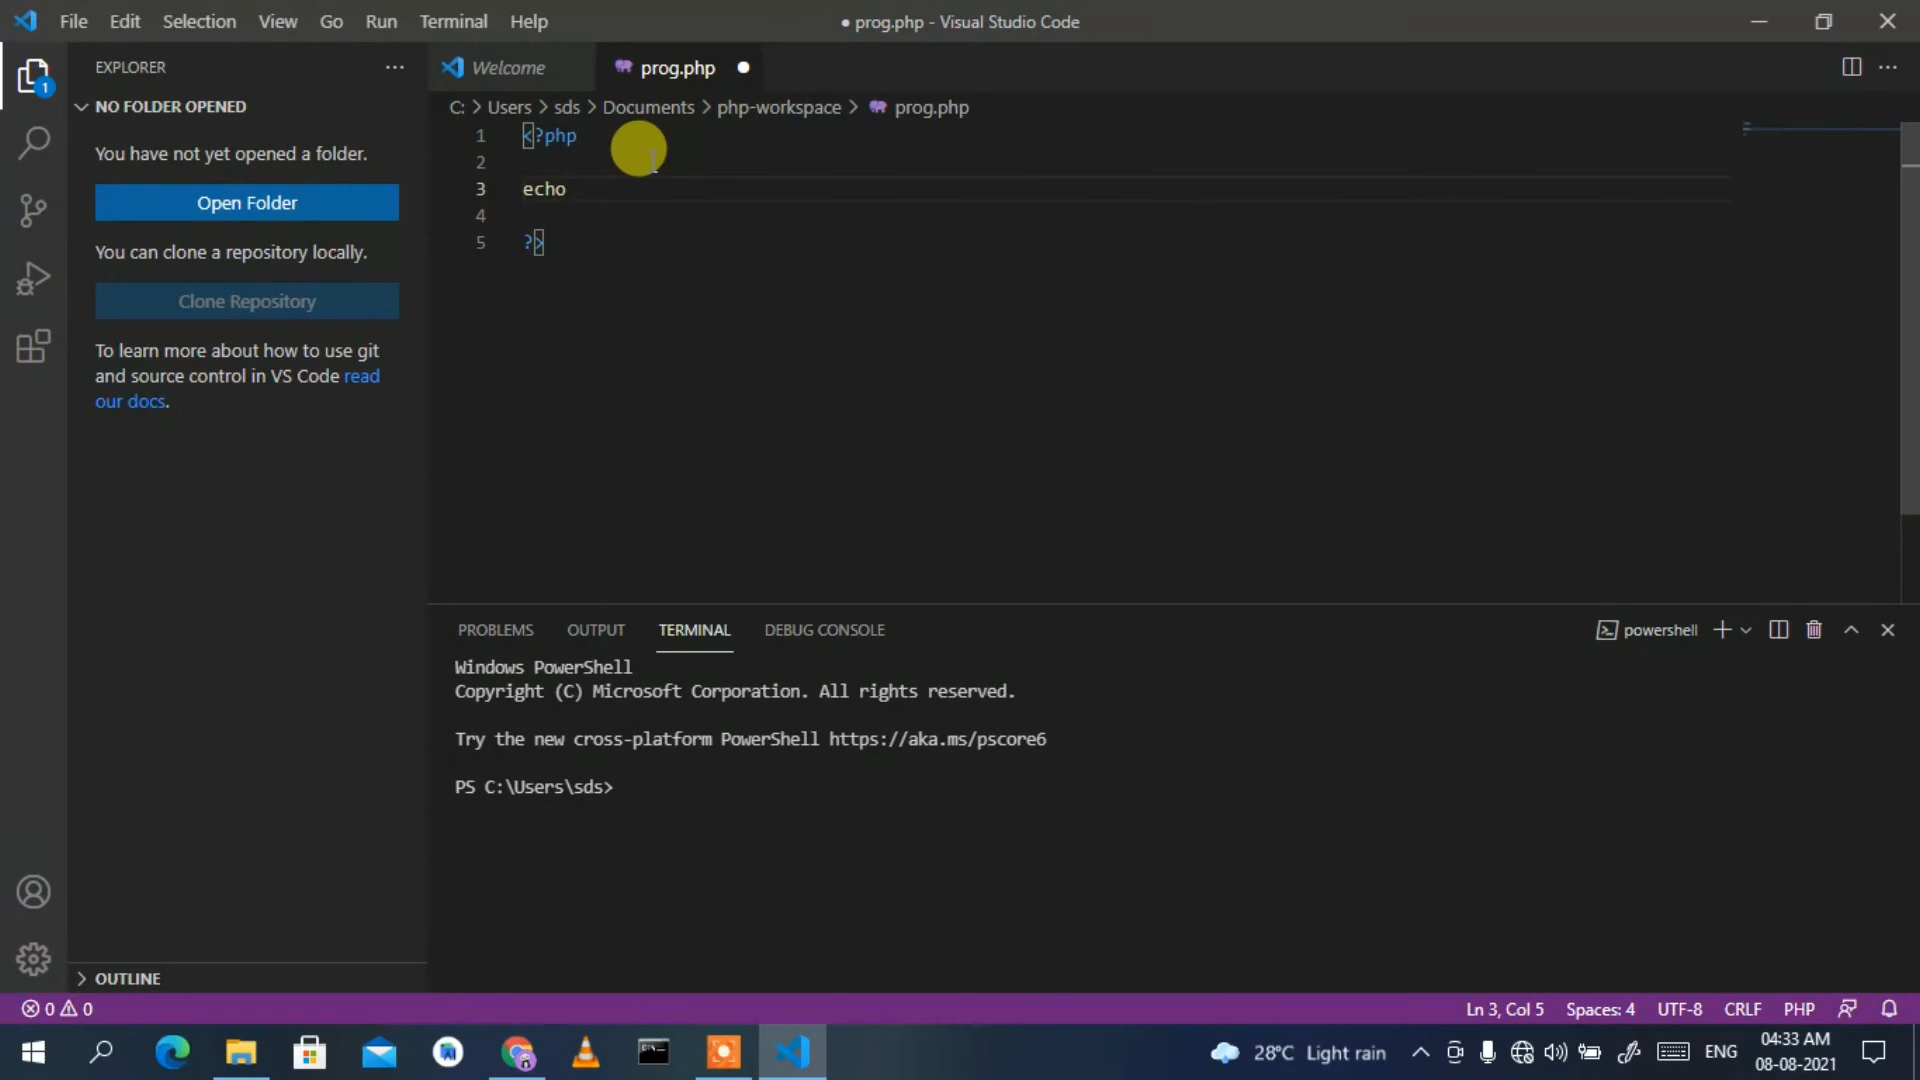 File Edit Selection View Go Run Terminal Help ● prog.php - Visual Studio Code
EXPLORER
Welcome prog.php ●
NO FOLDER OPENED
C: > Users > sds > Documents > php-workspace > prog.php
You have not yet opened a folder.
Open Folder
You can clone a repository locally.
Clone Repository
To learn more about how to use git
and source control in VS Code read
our docs.
1
1 <?php
2
3 echo
4
5 ?>
PROBLEMS OUTPUT TERMINAL DEBUG CONSOLE powershell
Windows PowerShell
Copyright (C) Microsoft Corporation. All rights reserved.
Try the new cross-platform PowerShell https://aka.ms/pscore6
PS C:\Users\sds>
OUTLINE
0 0 Ln 3, Col 5 Spaces: 4 UTF-8 CRLF PHP
28°C Light rain ENG 04:33 AM
08-08-2021